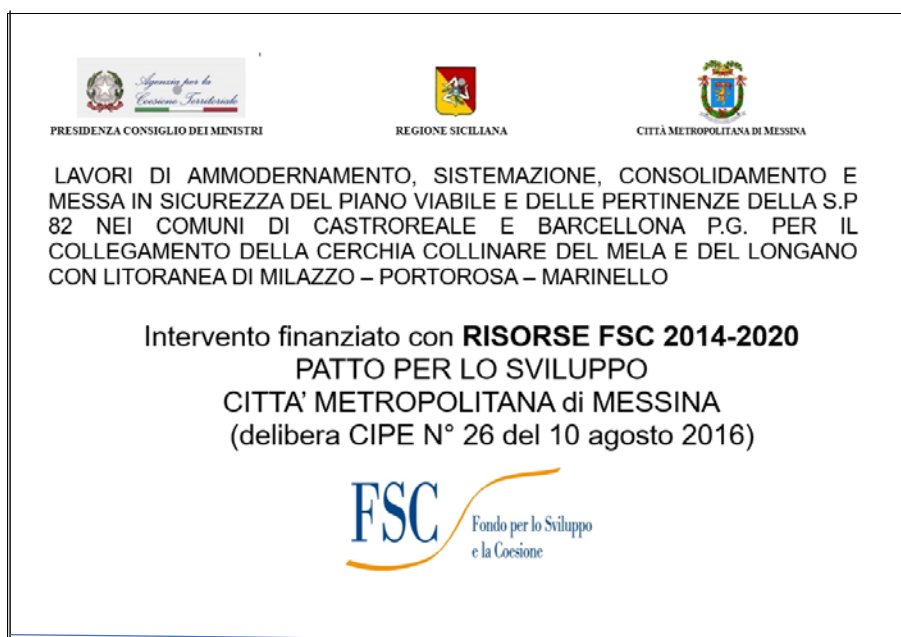 Agenzia per la
Coesione Territoriale
PRESIDENZA CONSIGLIO DEI MINISTRI
REGIONE SICILIANA
CITTÀ METROPOLITANA DI MESSINA
LAVORI DI AMMODERNAMENTO, SISTEMAZIONE, CONSOLIDAMENTO E
MESSA IN SICUREZZA DEL PIANO VIABILE E DELLE PERTINENZE DELLA S.P
82 NEI COMUNI DI CASTROREALE E BARCELLONA P.G. PER IL
COLLEGAMENTO DELLA CERCHIA COLLINARE DEL MELA E DEL LONGANO
CON LITORANEA DI MILAZZO – PORTOROSA – MARINELLO
Intervento finanziato con RISORSE FSC 2014-2020
PATTO PER LO SVILUPPO
CITTA’ METROPOLITANA di MESSINA
(delibera CIPE N° 26 del 10 agosto 2016)
FSC
Fondo per lo Sviluppo
e la Coesione